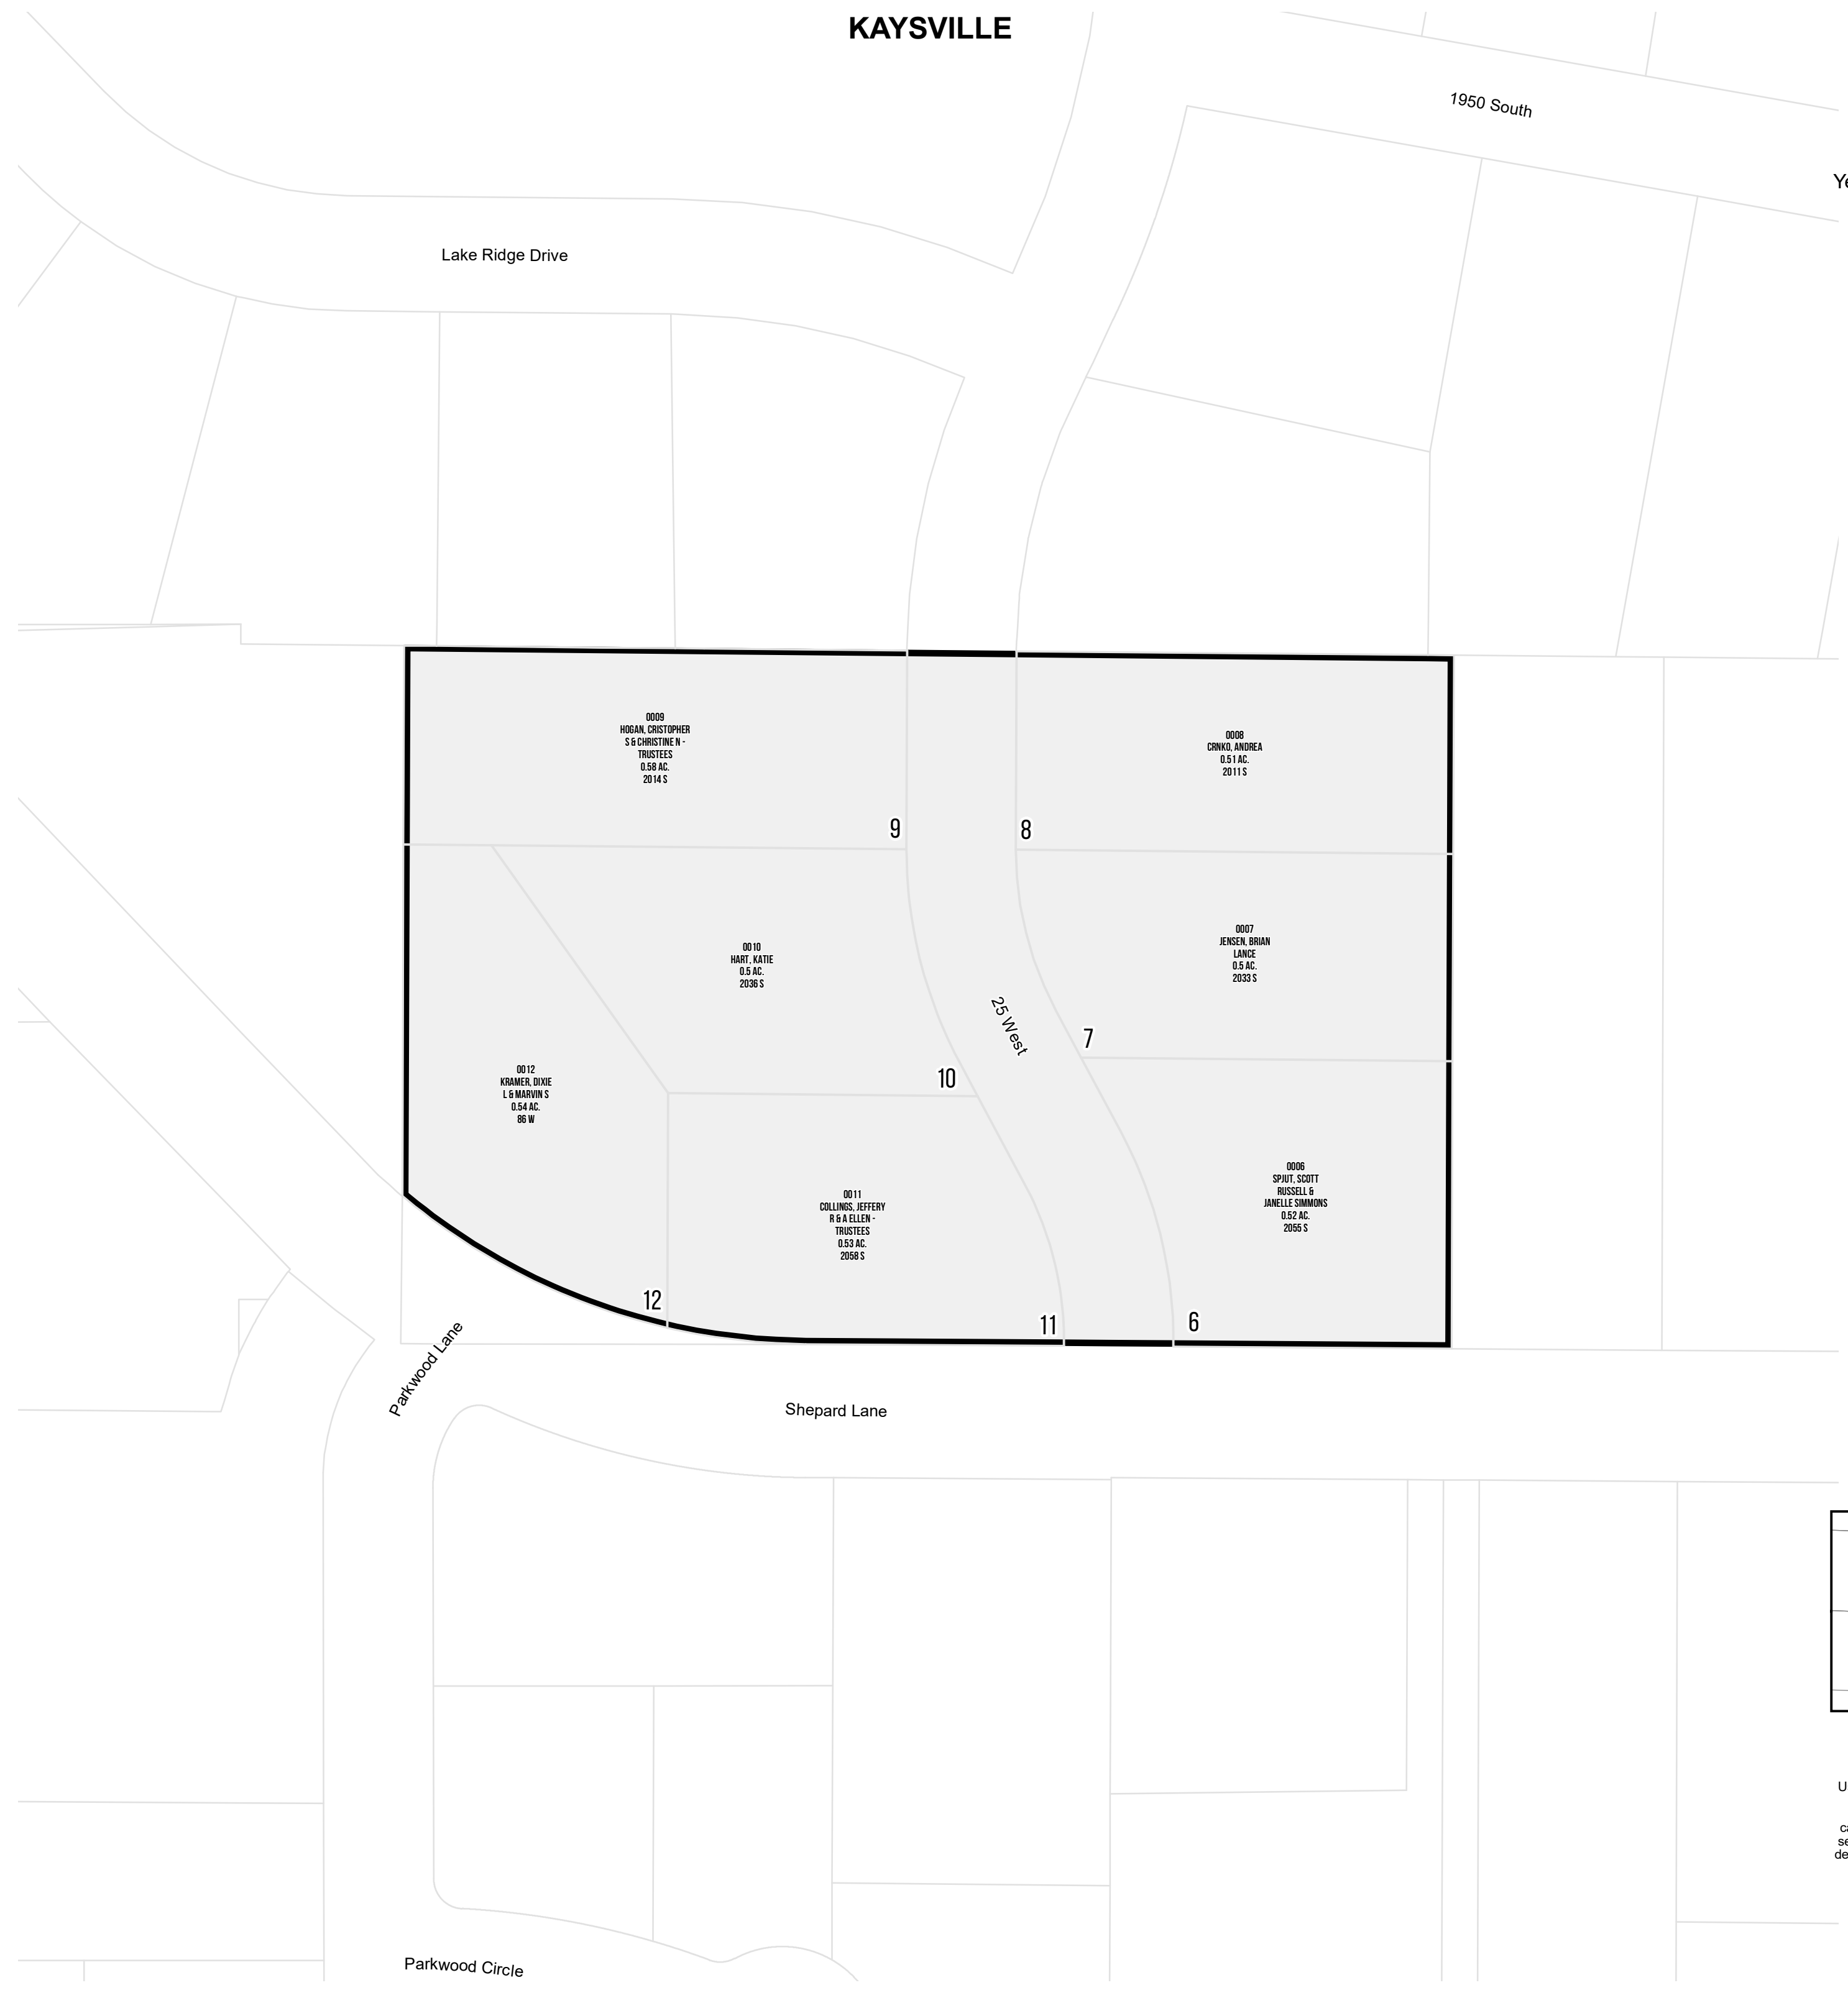 KAYSVILLE
1950 South
Ye
Lake Ridge Drive
0009
HOGAN, CRISTOPHER
S & CHRISTINE N -
TRUSTEES
0.58 AC.
2014 S
0008
CRNKO, ANDREA
0.51 AC.
2011 S
9
8
0010
HART, KATIE
0.5 AC.
2036 S
0007
JENSEN, BRIAN
LANCE
0.5 AC.
2033 S
25 West
7
10
0012
KRAMER, DIXIE
L & MARVIN S
0.54 AC.
86 W
0011
COLLINGS, JEFFERY
R & A ELLEN -
TRUSTEES
0.53 AC.
2058 S
0006
SPJUT, SCOTT
RUSSELL &
JANELLE SIMMONS
0.52 AC.
2055 S
12
11
6
Parkwood Lane
Shepard Lane
U
se
de
Parkwood Circle